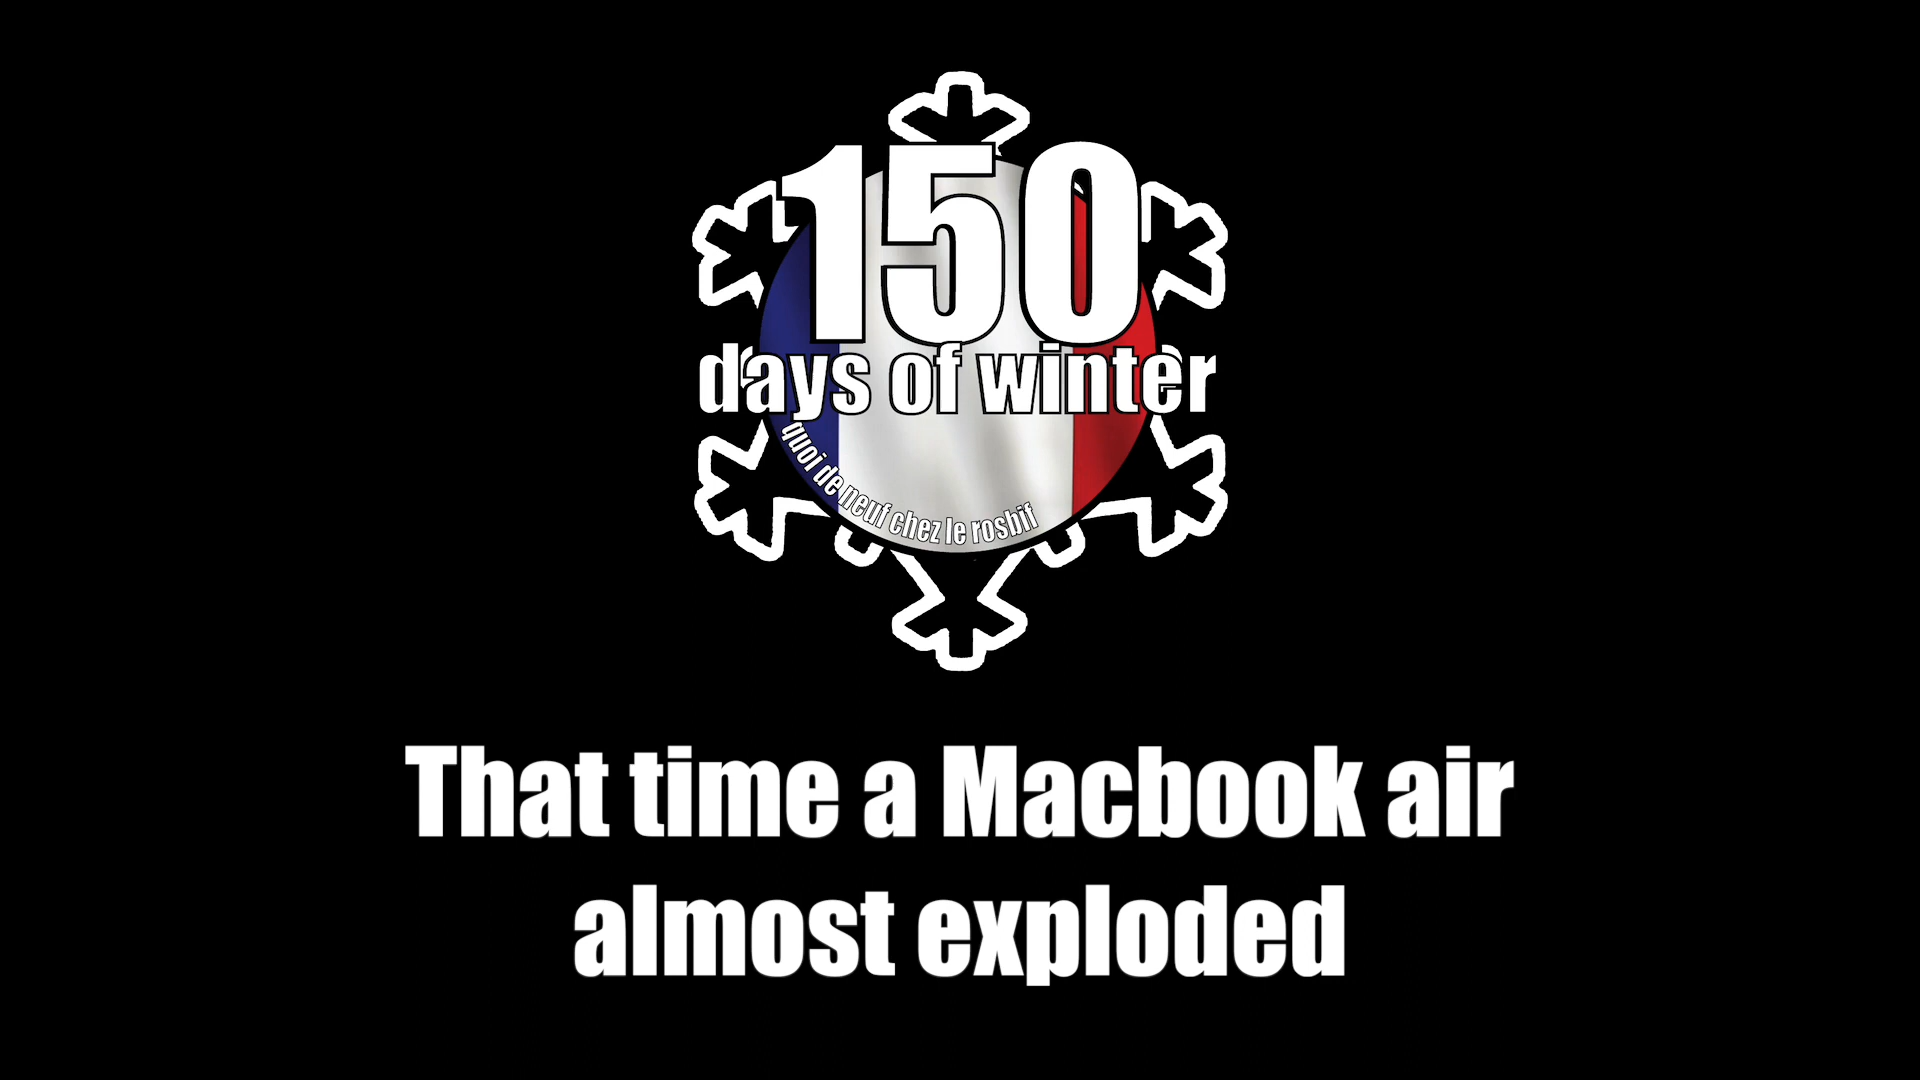 150
days of winter
quoi de neuf chez le rosbif
That time a Macbook air
almost exploded